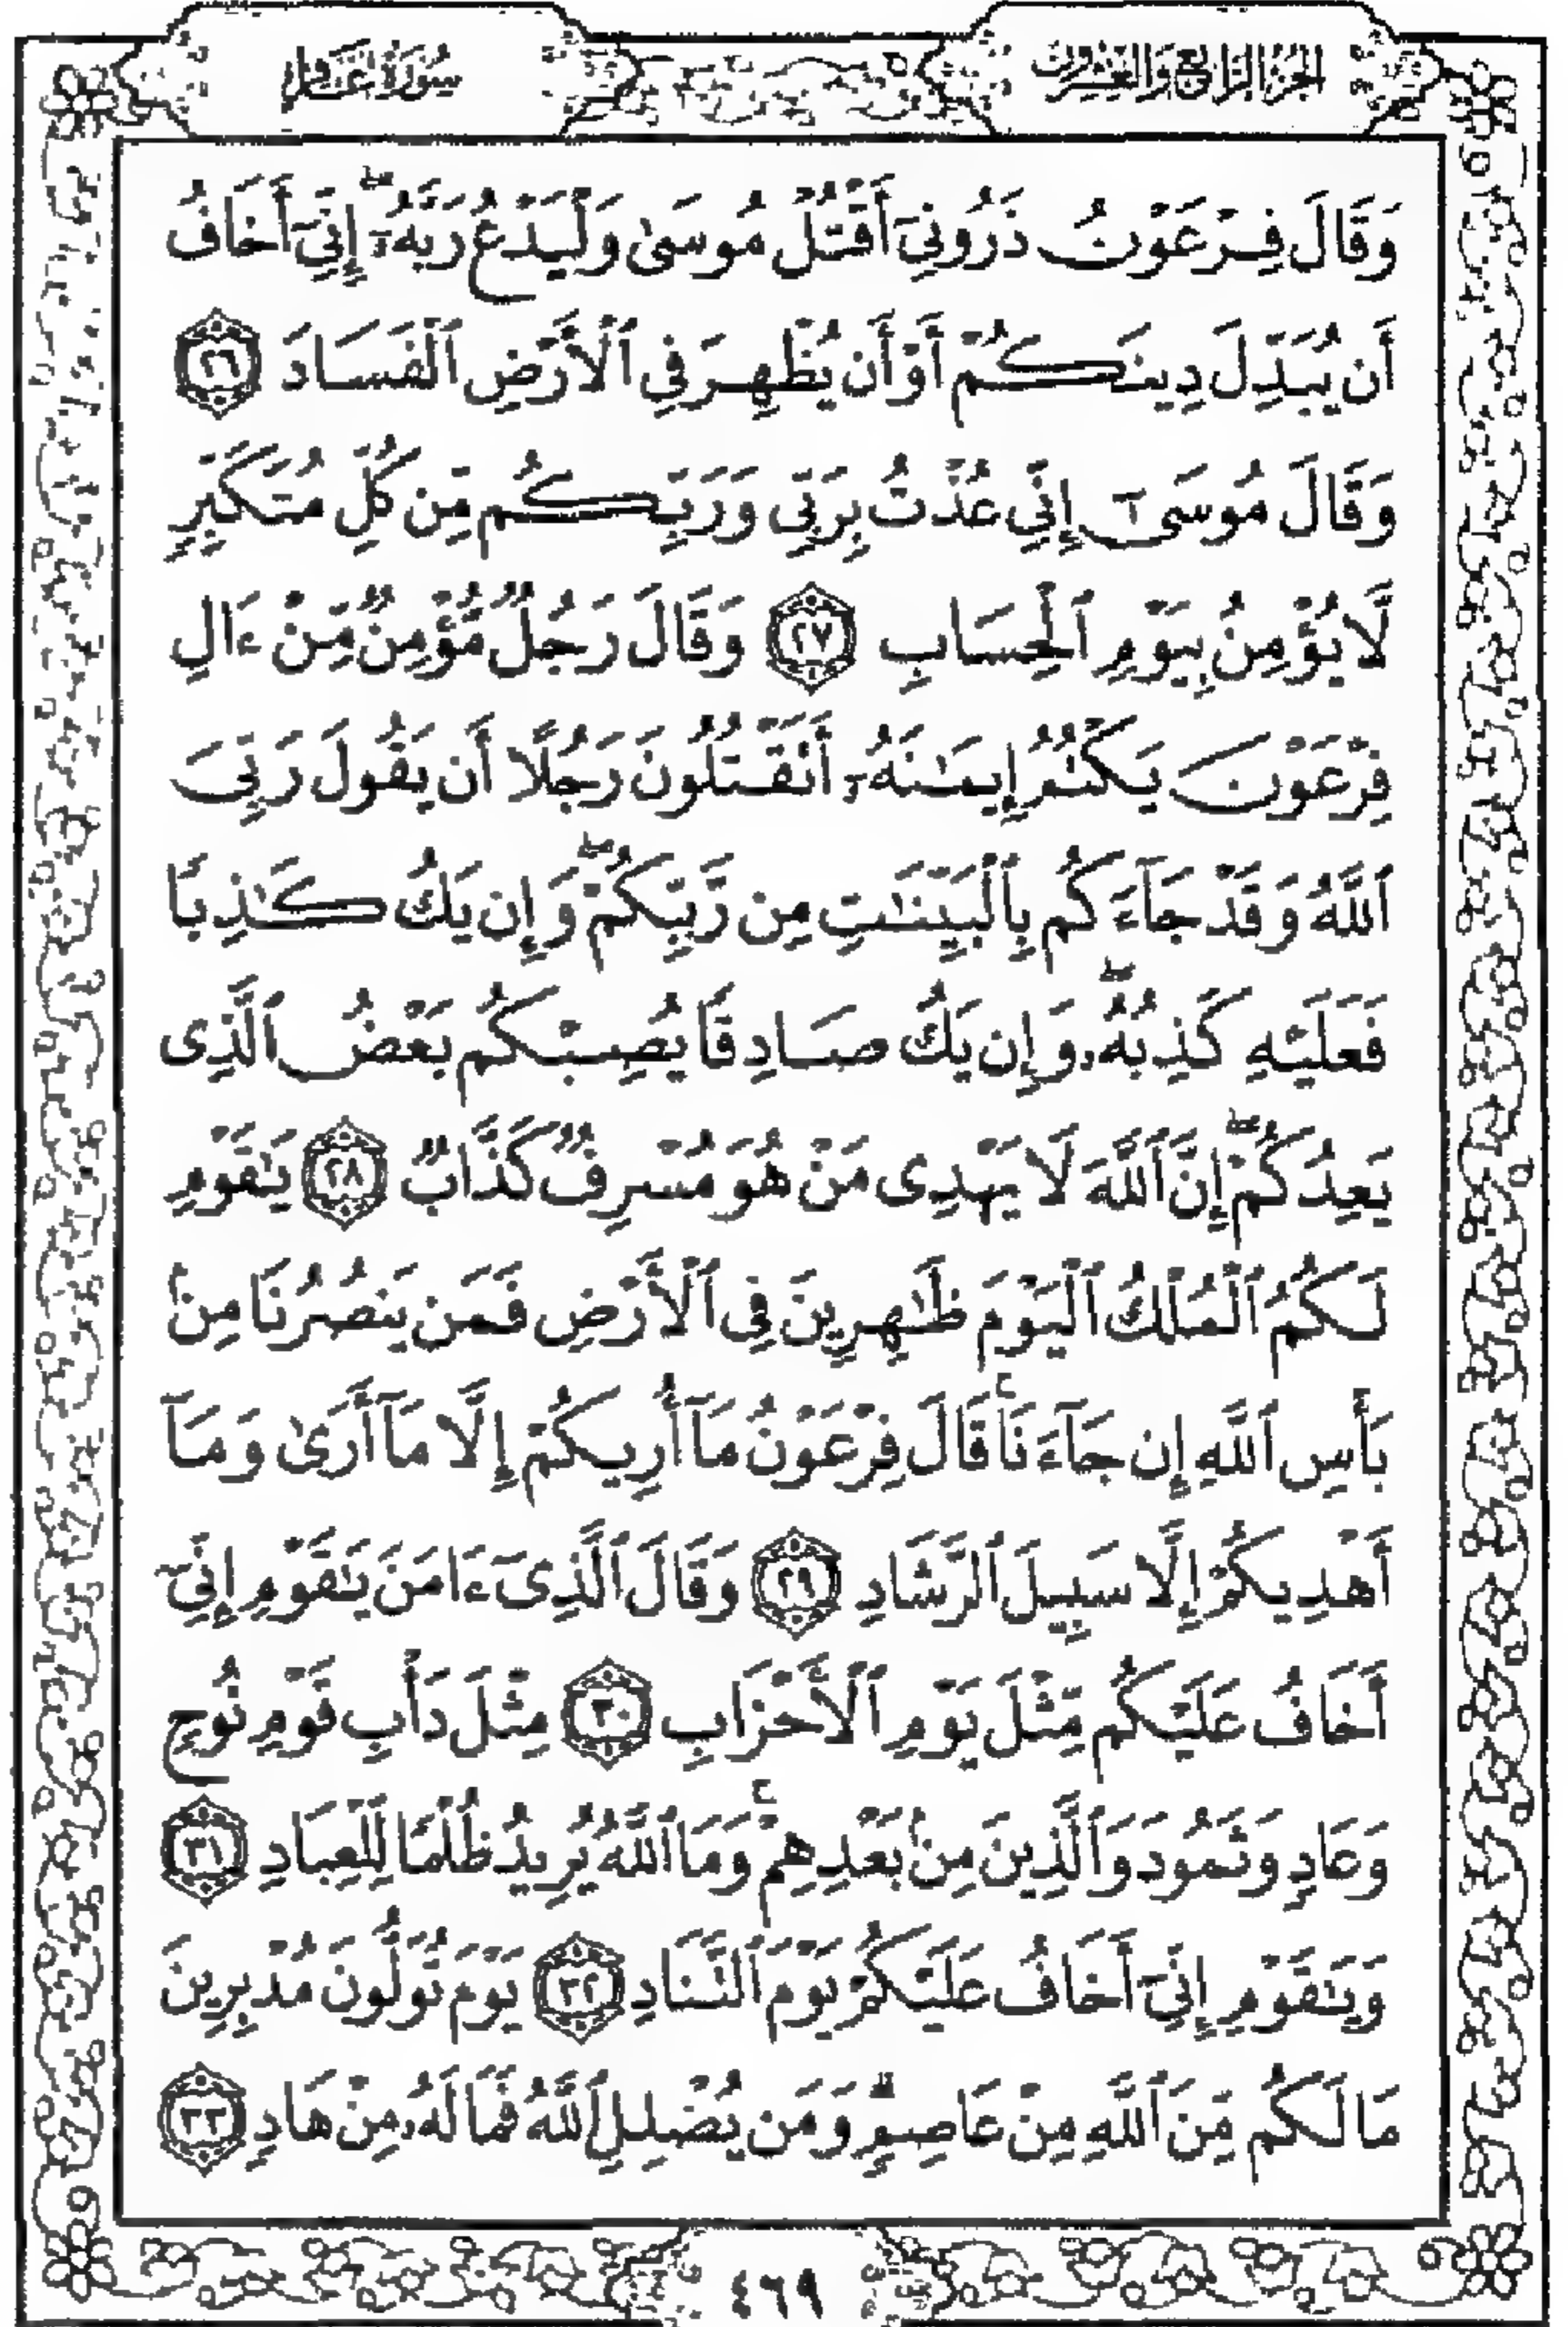 الجزء الرابع والعشرون
سورة غافر
وَقَالَ فِرْعَوْنُ ذَرُونِىٓ أَقْتُلْ مُوسَىٰ وَلْيَدْعُ رَبَّهُۥٓ ۖ إِنِّىٓ أَخَافُ
أَن يُبَدِّلَ دِينَكُمْ أَوْ أَن يُظْهِرَ فِى ٱلْأَرْضِ ٱلْفَسَادَ ٢٦
وَقَالَ مُوسَىٰٓ إِنِّى عُذْتُ بِرَبِّى وَرَبِّكُم مِّن كُلِّ مُتَكَبِّرٍ
لَّا يُؤْمِنُ بِيَوْمِ ٱلْحِسَابِ ٢٧ وَقَالَ رَجُلٌ مُّؤْمِنٌ مِّنْ ءَالِ
فِرْعَوْنَ يَكْتُمُ إِيمَـٰنَهُۥٓ أَتَقْتُلُونَ رَجُلًا أَن يَقُولَ رَبِّىَ
ٱللَّهُ وَقَدْ جَآءَكُم بِٱلْبَيِّنَـٰتِ مِن رَّبِّكُمْ ۖ وَإِن يَكُ كَـٰذِبًا
فَعَلَيْهِ كَذِبُهُۥ ۖ وَإِن يَكُ صَادِقًا يُصِبْكُم بَعْضُ ٱلَّذِى
يَعِدُكُمْ ۖ إِنَّ ٱللَّهَ لَا يَهْدِى مَنْ هُوَ مُسْرِفٌ كَذَّابٌ ٢٨ يَـٰقَوْمِ
لَكُمُ ٱلْمُلْكُ ٱلْيَوْمَ ظَـٰهِرِينَ فِى ٱلْأَرْضِ فَمَن يَنصُرُنَا مِنۢ
بَأْسِ ٱللَّهِ إِن جَآءَنَا ۚ قَالَ فِرْعَوْنُ مَآ أُرِيكُمْ إِلَّا مَآ أَرَىٰ وَمَآ
أَهْدِيكُمْ إِلَّا سَبِيلَ ٱلرَّشَادِ ٢٩ وَقَالَ ٱلَّذِىٓ ءَامَنَ يَـٰقَوْمِ إِنِّىٓ
أَخَافُ عَلَيْكُم مِّثْلَ يَوْمِ ٱلْأَحْزَابِ ٣٠ مِثْلَ دَأْبِ قَوْمِ نُوحٍ
وَعَادٍ وَثَمُودَ وَٱلَّذِينَ مِنۢ بَعْدِهِمْ ۚ وَمَا ٱللَّهُ يُرِيدُ ظُلْمًا لِّلْعِبَادِ ٣١
وَيَـٰقَوْمِ إِنِّىٓ أَخَافُ عَلَيْكُمْ يَوْمَ ٱلتَّنَادِ ٣٢ يَوْمَ تُوَلُّونَ مُدْبِرِينَ
مَا لَكُم مِّنَ ٱللَّهِ مِنْ عَاصِمٍ ۗ وَمَن يُضْلِلِ ٱللَّهُ فَمَا لَهُۥ مِنْ هَادٍ ٣٣
٤٦٩